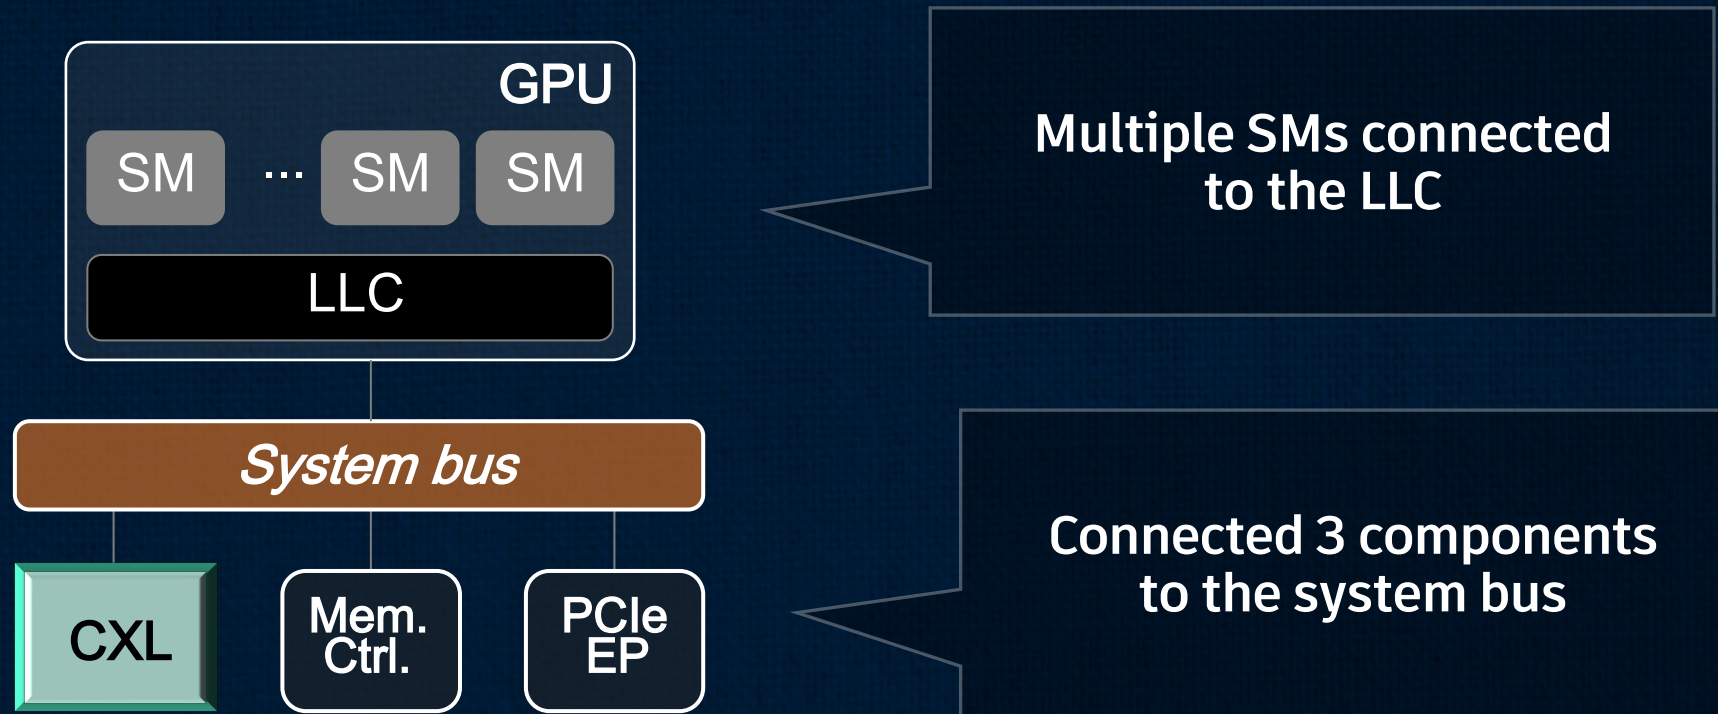 GPU
SM ... SM SM
LLC
Multiple SMs connected
to the LLC
System bus
CXL
Mem.
Ctrl.
PCIe
EP
Connected 3 components
to the system bus